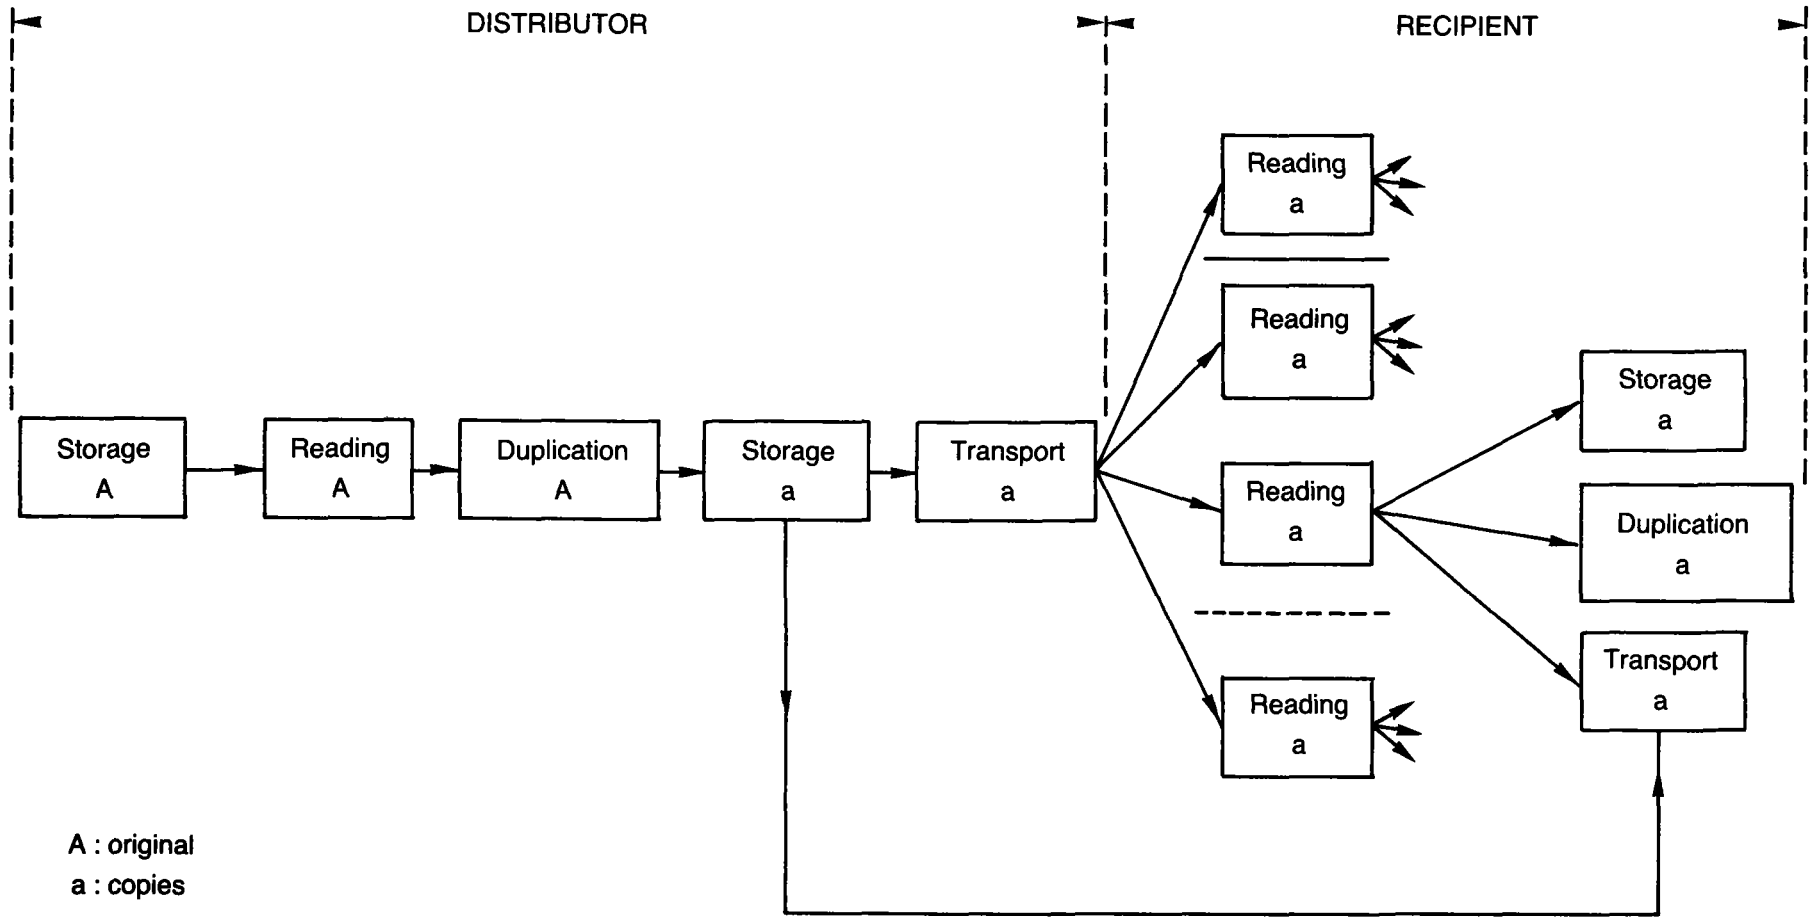 DISTRIBUTOR
RECIPIENT
Reading
a
Reading
a
Storage
a
Storage
A
Reading
A
Duplication
A
Storage
a
Transport
a
Reading
a
Duplication
a
Transport
a
Reading
a
A : original
a : copies